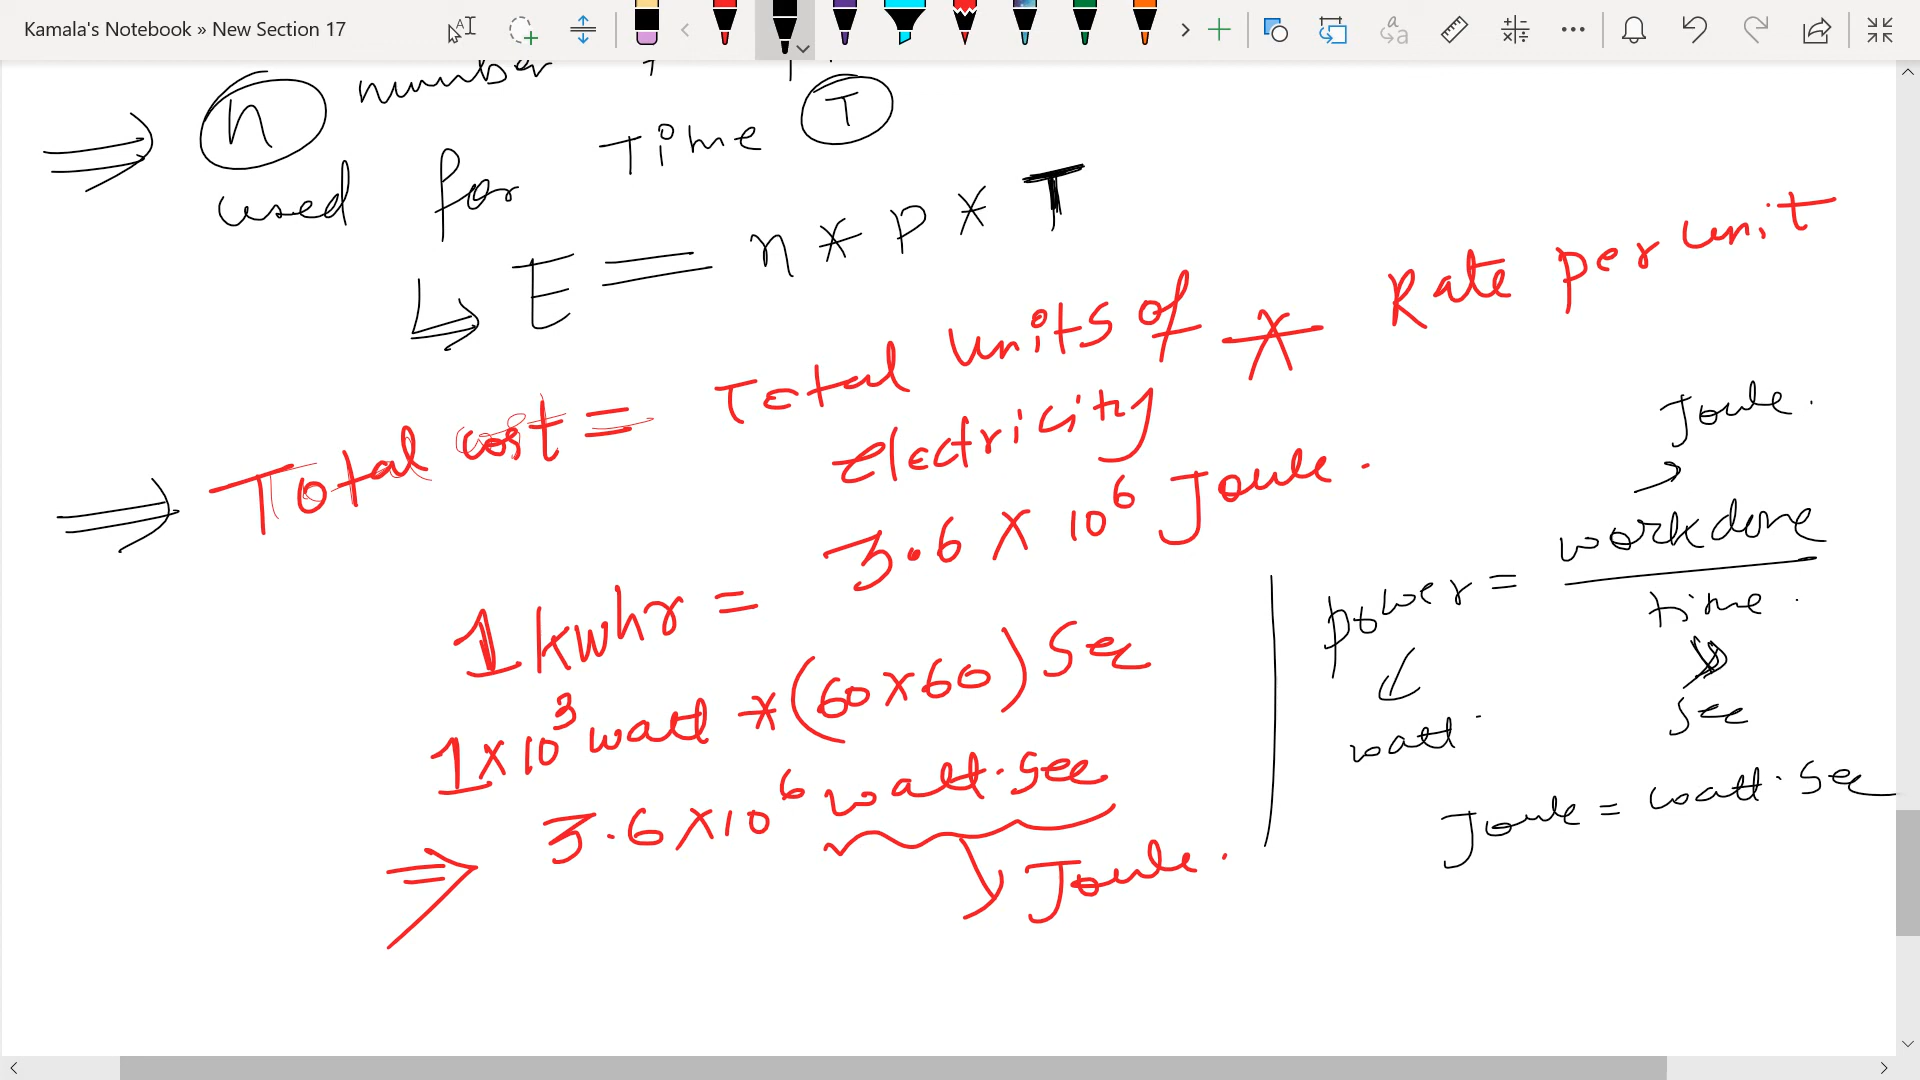 Kamala's Notebook » New Section 17
⇒ n number
used for Time T
↳ E = n * P * T
⇒ Total cost = Total units of electricity * Rate per unit
1 kwhr = 3.6 × 10⁶ Joule.
1×10³ watt * (60×60) Sec
⇒ 3.6×10⁶ watt.sec
Joule.
Joule.
power = workdone / time.
watt
Sec
Joule = watt.Sec